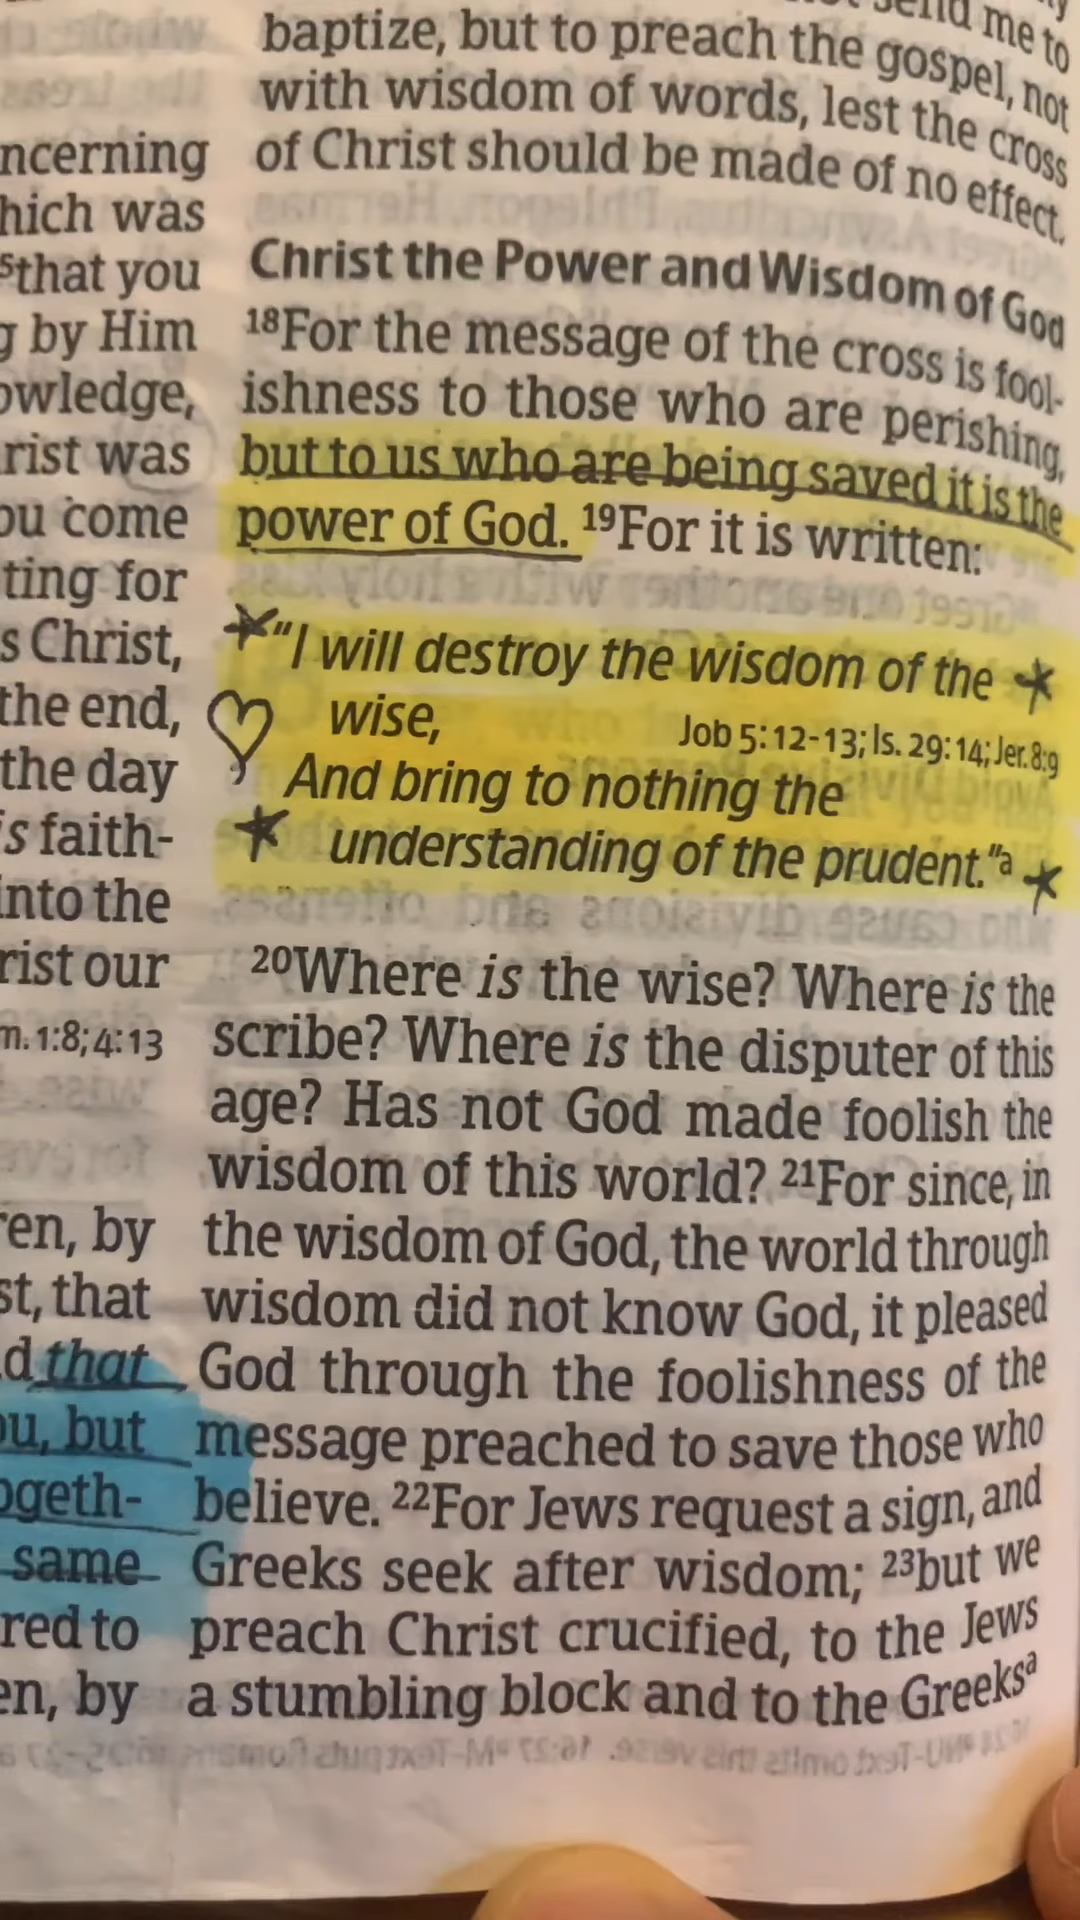 ncerning
hich was
5that you
g by Him
owledge,
rist was
ou come
ting for
s Christ,
the end,
the day
is faith-
into the
rist our
m. 1:8; 4:13
ren, by
st, that
d that
ou, but
ogeth-
same
red to
en, by
send me to
baptize, but to preach the gospel, not
with wisdom of words, lest the cross
of Christ should be made of no effect.
Christ the Power and Wisdom of God
18For the message of the cross is fool-
ishness to those who are perishing,
but to us who are being saved it is the
power of God. 19For it is written:
"I will destroy the wisdom of the
wise,
Job 5:12-13; Is. 29:14; Jer. 8:9
And bring to nothing the
understanding of the prudent."a
20Where is the wise? Where is the
scribe? Where is the disputer of this
age? Has not God made foolish the
wisdom of this world? 21For since, in
the wisdom of God, the world through
wisdom did not know God, it pleased
God through the foolishness of the
message preached to save those who
believe. 22For Jews request a sign, and
Greeks seek after wisdom; 23but we
preach Christ crucified, to the Jews
a stumbling block and to the Greeksa